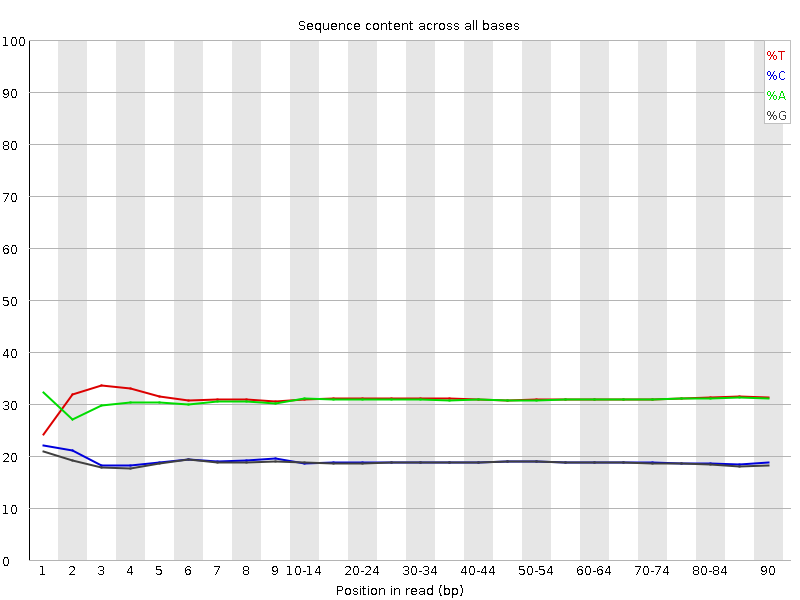 Sequence content across all bases
100
90
80
70
60
50
40
30
20
10
0
%T
%C
%A
%G
1 2 3 4 5 6 7 8 9 10-14 20-24 30-34 40-44 50-54 60-64 70-74 80-84 90
Position in read (bp)